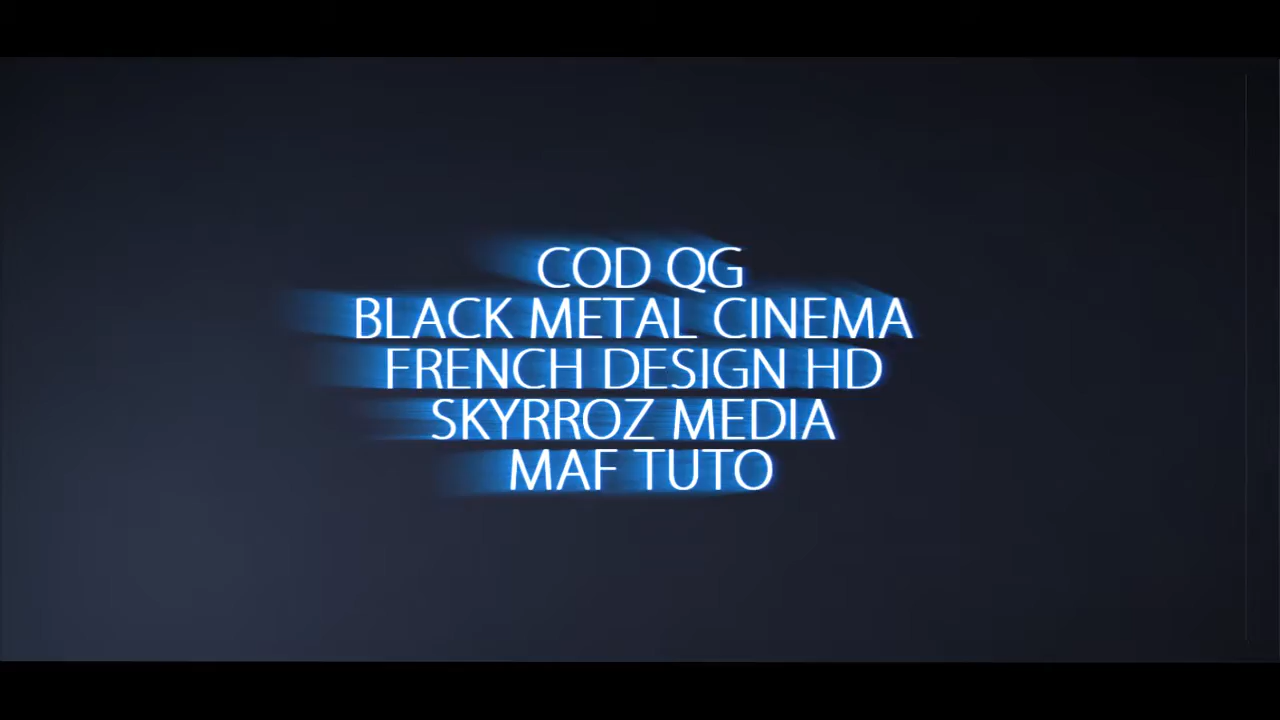 COD QG
BLACK METAL CINEMA
FRENCH DESIGN HD
SKYRROZ MEDIA
MAF TUTO